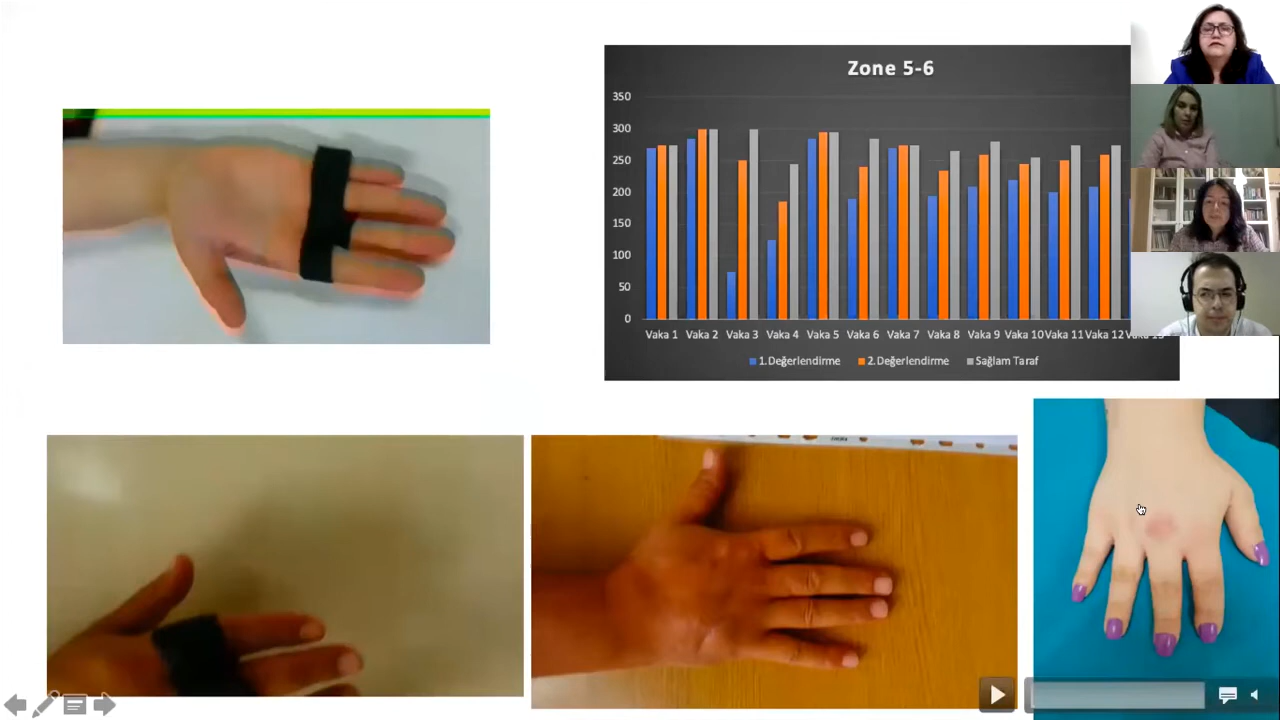 Zone 5-6
350
300
250
200
150
100
50
0
Vaka 1 Vaka 2 Vaka 3 Vaka 4 Vaka 5 Vaka 6 Vaka 7 Vaka 8 Vaka 9 Vaka 10 Vaka 11 Vaka 12
1.Değerlendirme 2.Değerlendirme Sağlam Taraf